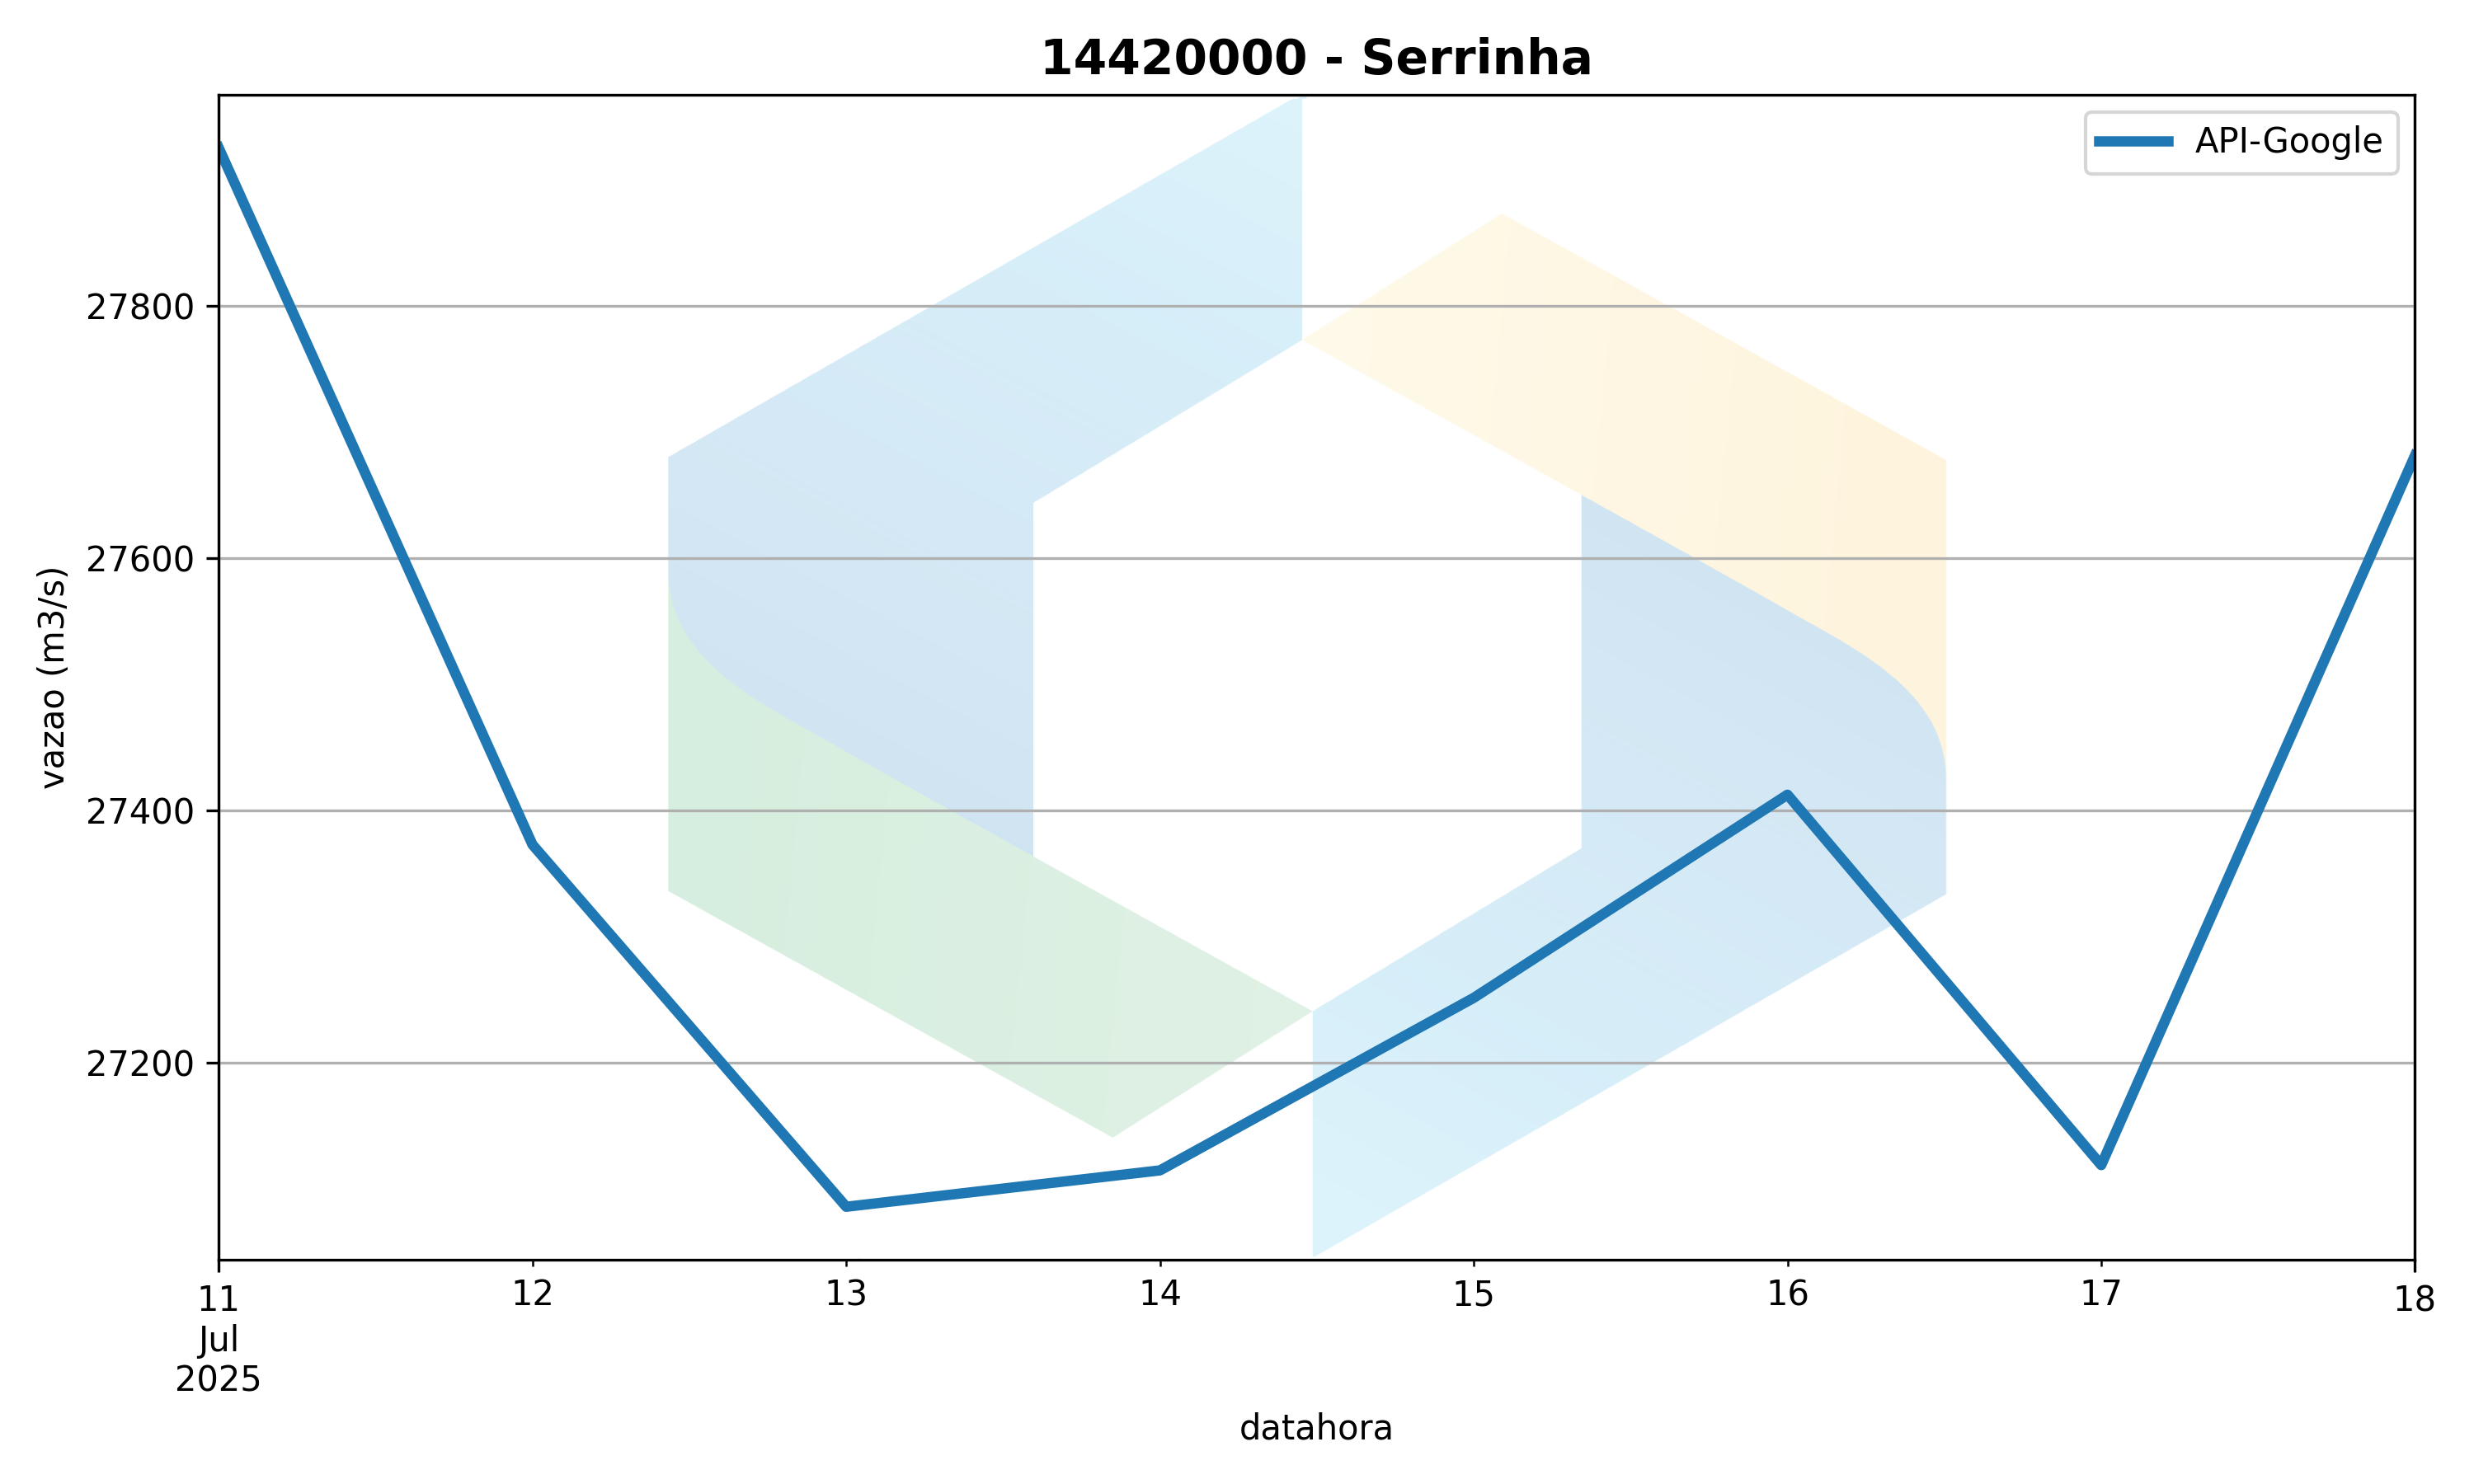 14420000 - Serrinha
API-Google
27800
27600
27400
27200
vazao (m3/s)
11 12 13 14 15 16 17 18
Jul
2025
datahora